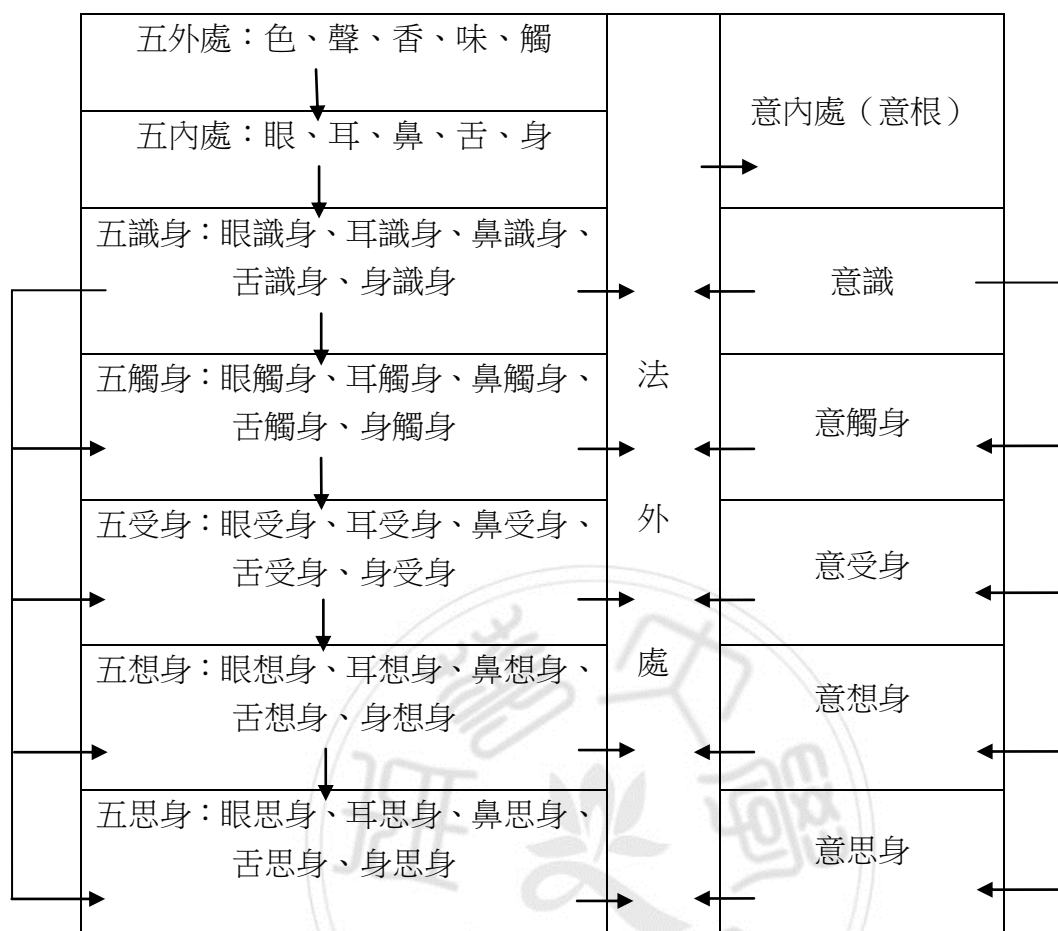 五外處：色、聲、香、味、觸
五內處：眼、耳、鼻、舌、身
五識身：眼識身、耳識身、鼻識身、
舌識身、身識身
五觸身：眼觸身、耳觸身、鼻觸身、
舌觸身、身觸身
五受身：眼受身、耳受身、鼻受身、
舌受身、身受身
五想身：眼想身、耳想身、鼻想身、
舌想身、身想身
五思身：眼思身、耳思身、鼻思身、
舌思身、身思身
法
外
處
意內處（意根）
意識
意觸身
意受身
意想身
意思身